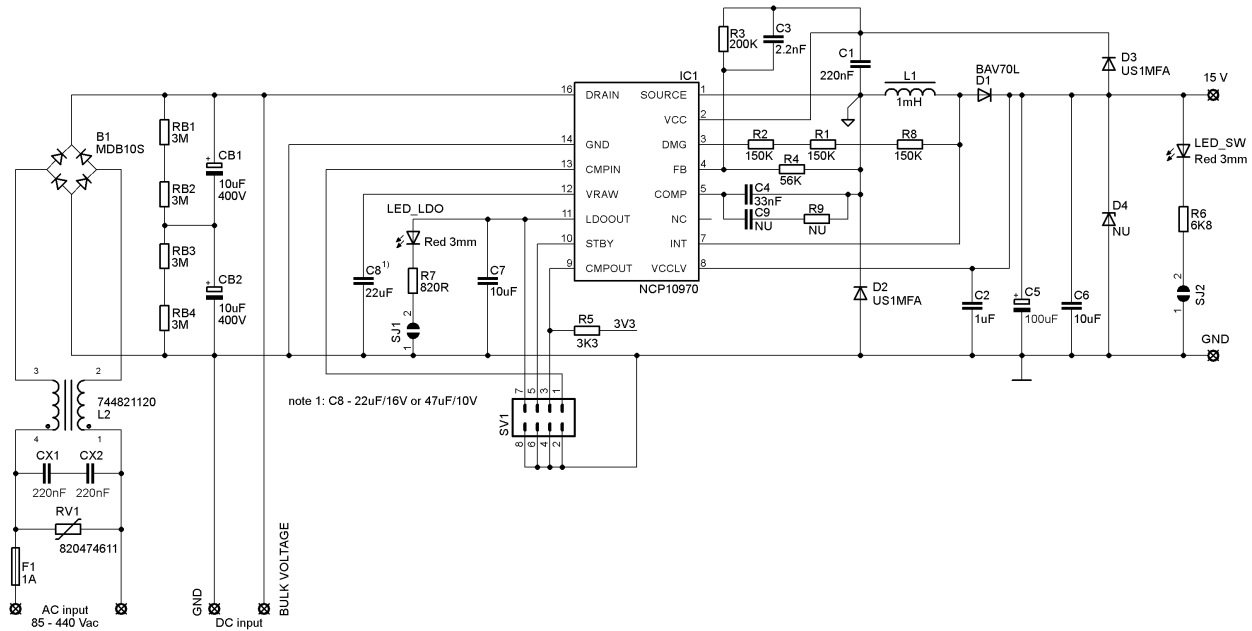 R3
200K
C3
2.2nF
C1
220nF
D3
US1MFA
IC1
L1
1mH
BAV70L
D1
15 V
16 DRAIN
SOURCE 1
VCC 2
14 GND
DMG 3
13 CMPIN
FB 4
12 VRAW
COMP 5
11 LDOOUT
NC
10 STBY
INT 7
9 CMPOUT
VCCLV 8
NCP10970
R2
150K
R1
150K
R8
150K
R4
56K
C4
33nF
C9
NU
R9
NU
B1
MDB10S
RB1
3M
RB2
3M
RB3
3M
RB4
3M
+
CB1
10uF
400V
+
CB2
10uF
400V
LED_LDO
Red 3mm
R7
820R
2
SJ1
1
C8 1)
22uF
C7
10uF
R5
3K3
3V3
D2
US1MFA
C2
1uF
+
C5
100uF
C6
10uF
D4
NU
LED_SW
Red 3mm
R6
6K8
2
SJ2
1
GND
3
2
744821120
L2
4
1
CX1
220nF
CX2
220nF
RV1
820474611
F1
1A
note 1: C8 - 22uF/16V or 47uF/10V
SV1
7 5 3 1
8 6 4 2
AC input
85 - 440 Vac
GND
BULK VOLTAGE
DC input